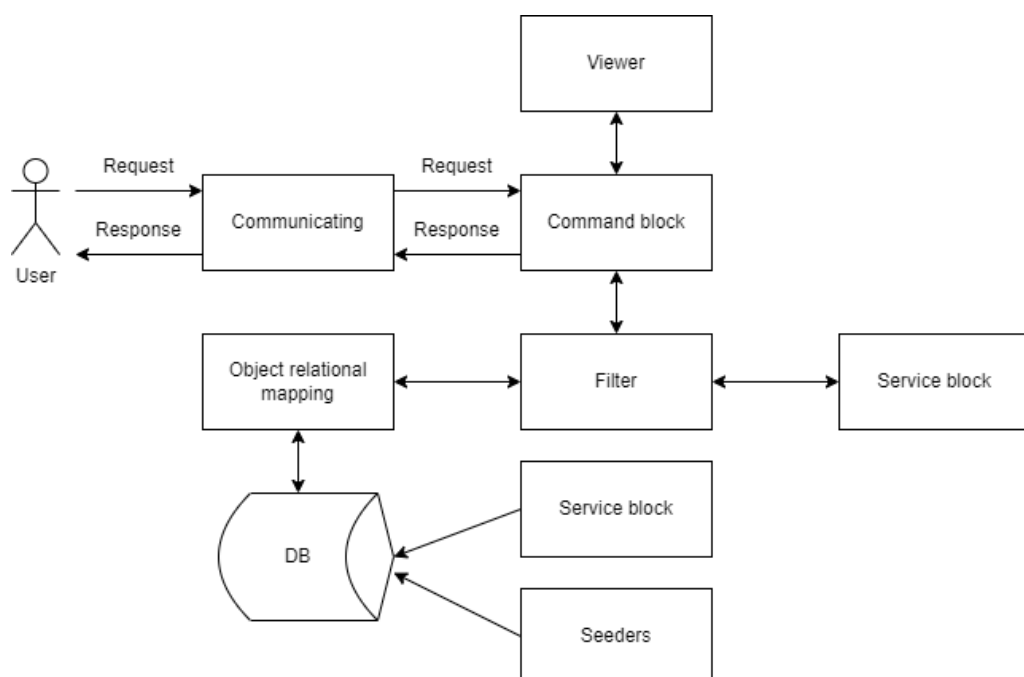 Viewer
Request
Request
Communicating
Command block
Response
Response
User
Object relational
mapping
Filter
Service block
Service block
DB
Seeders